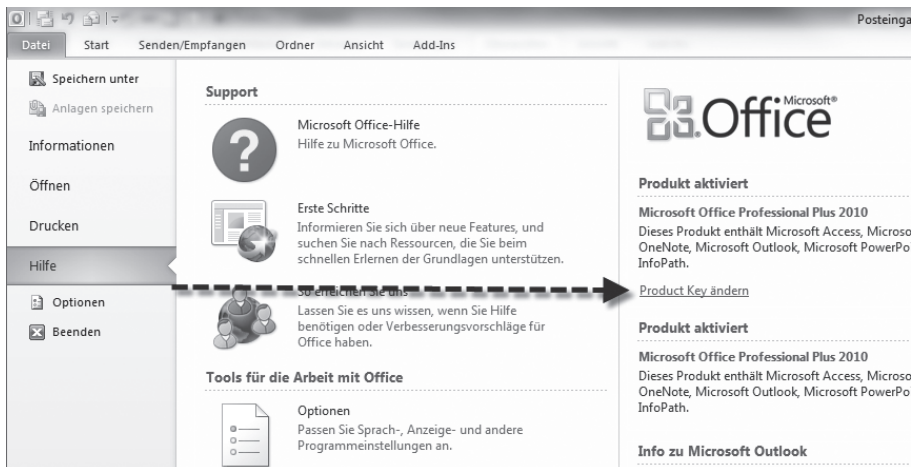 Posteinga
Datei Start Senden/Empfangen Ordner Ansicht Add-Ins
Speichern unter
Anlagen speichern
Informationen
Öffnen
Drucken
Hilfe
Optionen
Beenden
Support
Microsoft Office-Hilfe
Hilfe zu Microsoft Office.
Erste Schritte
Informieren Sie sich über neue Features, und
suchen Sie nach Ressourcen, die Sie beim
schnellen Erlernen der Grundlagen unterstützen.
So erreichen Sie uns
Lassen Sie es uns wissen, wenn Sie Hilfe
benötigen oder Verbesserungsvorschläge für
Office haben.
Tools für die Arbeit mit Office
Optionen
Passen Sie Sprach-, Anzeige- und andere
Programmeinstellungen an.
Microsoft®
Office
Produkt aktiviert
Microsoft Office Professional Plus 2010
Dieses Produkt enthält Microsoft Access, Microso
OneNote, Microsoft Outlook, Microsoft PowerPo
InfoPath.
Product Key ändern
Produkt aktiviert
Microsoft Office Professional Plus 2010
Dieses Produkt enthält Microsoft Access, Microso
OneNote, Microsoft Outlook, Microsoft PowerPo
InfoPath.
Info zu Microsoft Outlook